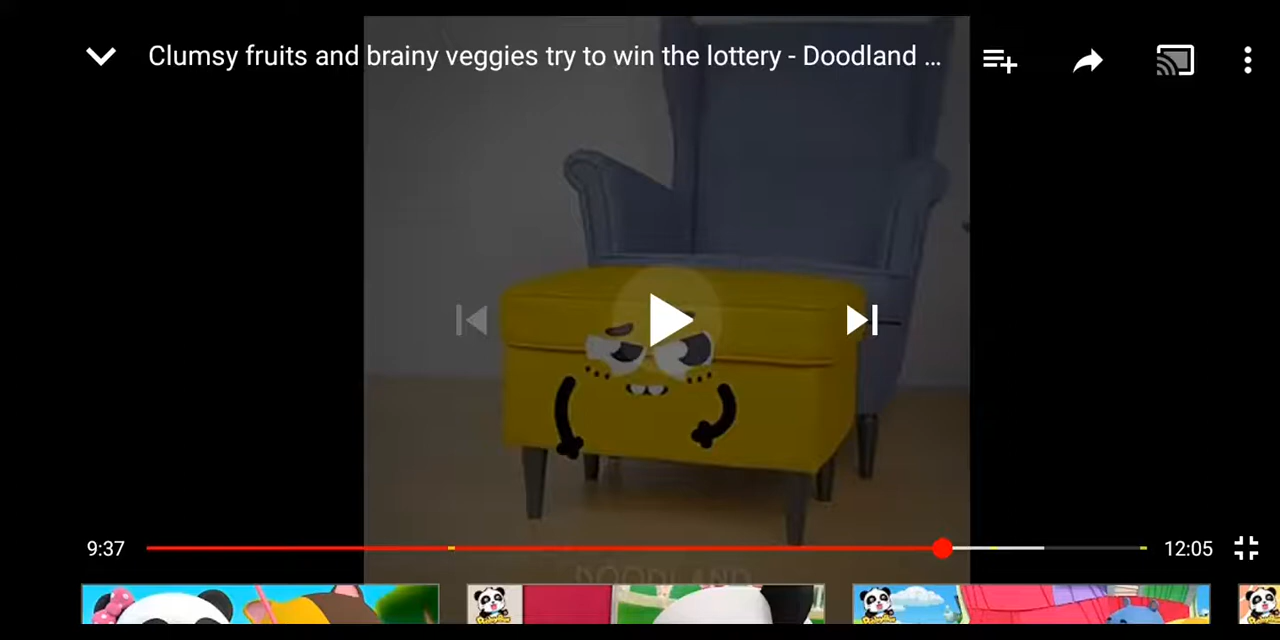 Clumsy fruits and brainy veggies try to win the lottery - Doodland ...
9:37
12:05
DOODLAND